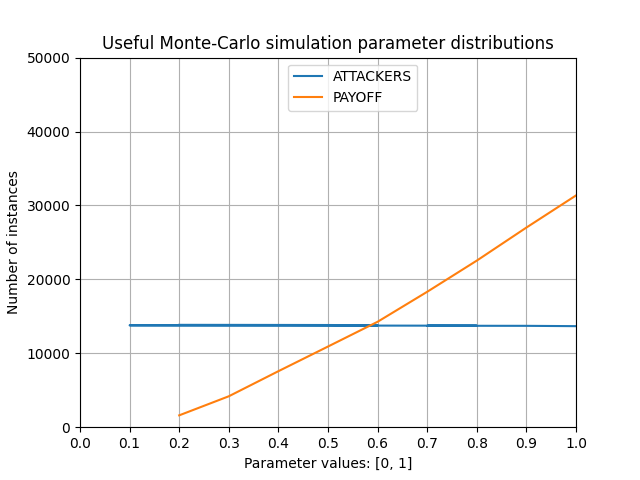 Useful Monte-Carlo simulation parameter distributions
50000
40000
30000
20000
10000
0
Number of instances
ATTACKERS
PAYOFF
0.0 0.1 0.2 0.3 0.4 0.5 0.6 0.7 0.8 0.9 1.0
Parameter values: [0, 1]